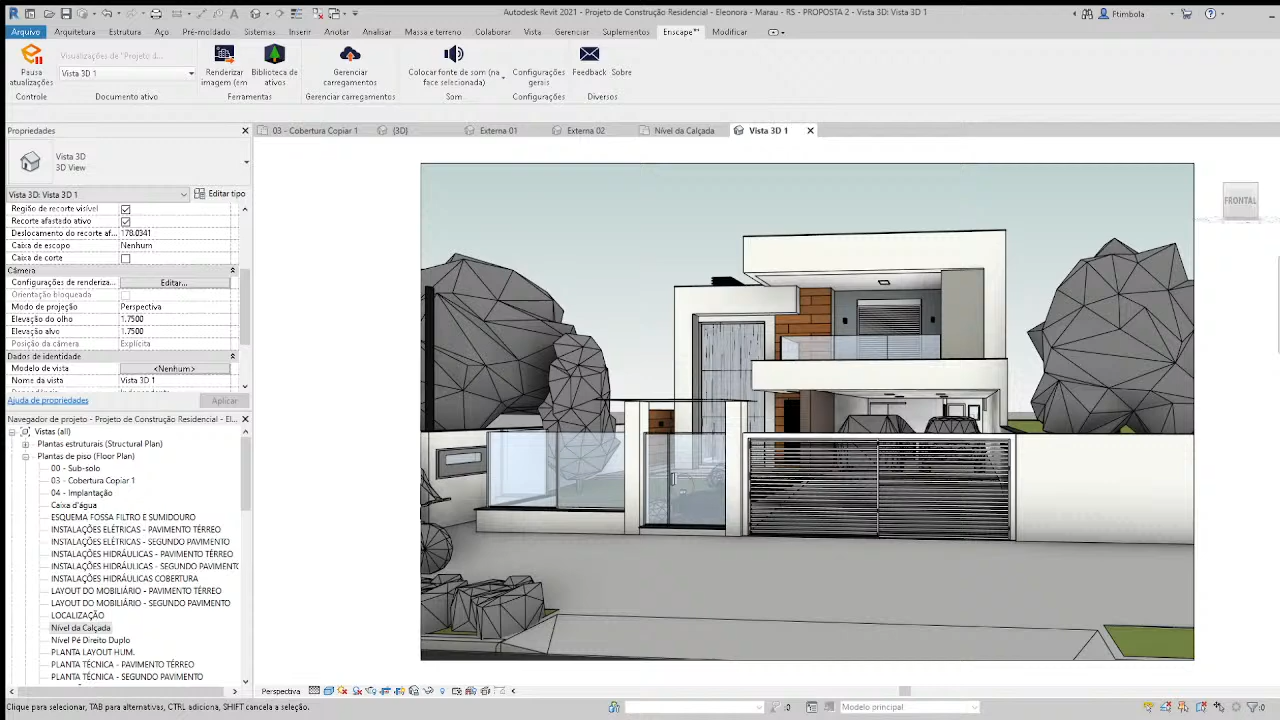 Autodesk Revit 2021 - Projeto de Construção Residencial - Eleonora - Marau - RS - PROPOSTA 2 - Vista 3D: Vista 3D 1
Ftimbola
Arquivo Arquitetura Estrutura Aço Pré-moldado Sistemas Inserir Anotar Analisar Massa e terreno Colaborar Vista Gerenciar Suplementos Enscape™ Modificar
Pausa atualizações
Visualizações de "Projeto d...
Vista 3D 1
Renderizar imagem (em
Biblioteca de ativos
Gerenciar carregamentos
Colocar fonte de som (na face selecionada)
Configurações gerais
Feedback Sobre
Controle Documento ativo Ferramentas Gerenciar carregamentos Som Configurações Diversos
Propriedades
03 - Cobertura Copiar 1 {3D} Externa 01 Externa 02 Nível da Calçada Vista 3D 1
Vista 3D
3D View
Vista 3D: Vista 3D 1 Editar tipo
Região de recorte visível
Recorte afastado ativo
Deslocamento do recorte af... 178.0341
Caixa de escopo Nenhum
Caixa de corte
Câmera
Configurações de renderiza... Editar...
Orientação bloqueada
Modo de projeção Perspectiva
Elevação do olho 1.7500
Elevação alvo 1.7500
Posição da câmera Explícita
Dados de identidade
Modelo de vista <Nenhum>
Nome da vista Vista 3D 1
Ajuda de propriedades Aplicar
Navegador de projeto - Projeto de Construção Residencial - El...
Vistas (all)
Plantas estruturais (Structural Plan)
Plantas de piso (Floor Plan)
00 - Sub-solo
03 - Cobertura Copiar 1
04 - Implantação
Caixa d'água
ESQUEMA FOSSA FILTRO E SUMIDOURO
INSTALAÇÕES ELÉTRICAS - PAVIMENTO TÉRREO
INSTALAÇÕES ELÉTRICAS - SEGUNDO PAVIMENTO
INSTALAÇÕES HIDRÁULICAS - PAVIMENTO TÉRREO
INSTALAÇÕES HIDRÁULICAS - SEGUNDO PAVIMENTO
INSTALAÇÕES HIDRÁULICAS COBERTURA
LAYOUT DO MOBILIÁRIO - PAVIMENTO TÉRREO
LAYOUT DO MOBILIÁRIO - SEGUNDO PAVIMENTO
LOCALIZAÇÃO
Nível da Calçada
Nível Pé Direito Duplo
PLANTA LAYOUT HUM.
PLANTA TÉCNICA - PAVIMENTO TÉRREO
PLANTA TÉCNICA - SEGUNDO PAVIMENTO
FRONTAL
Perspectiva
Clique para selecionar, TAB para alternativas, CTRL adiciona, SHIFT cancela a seleção.
:0
Modelo principal
:0